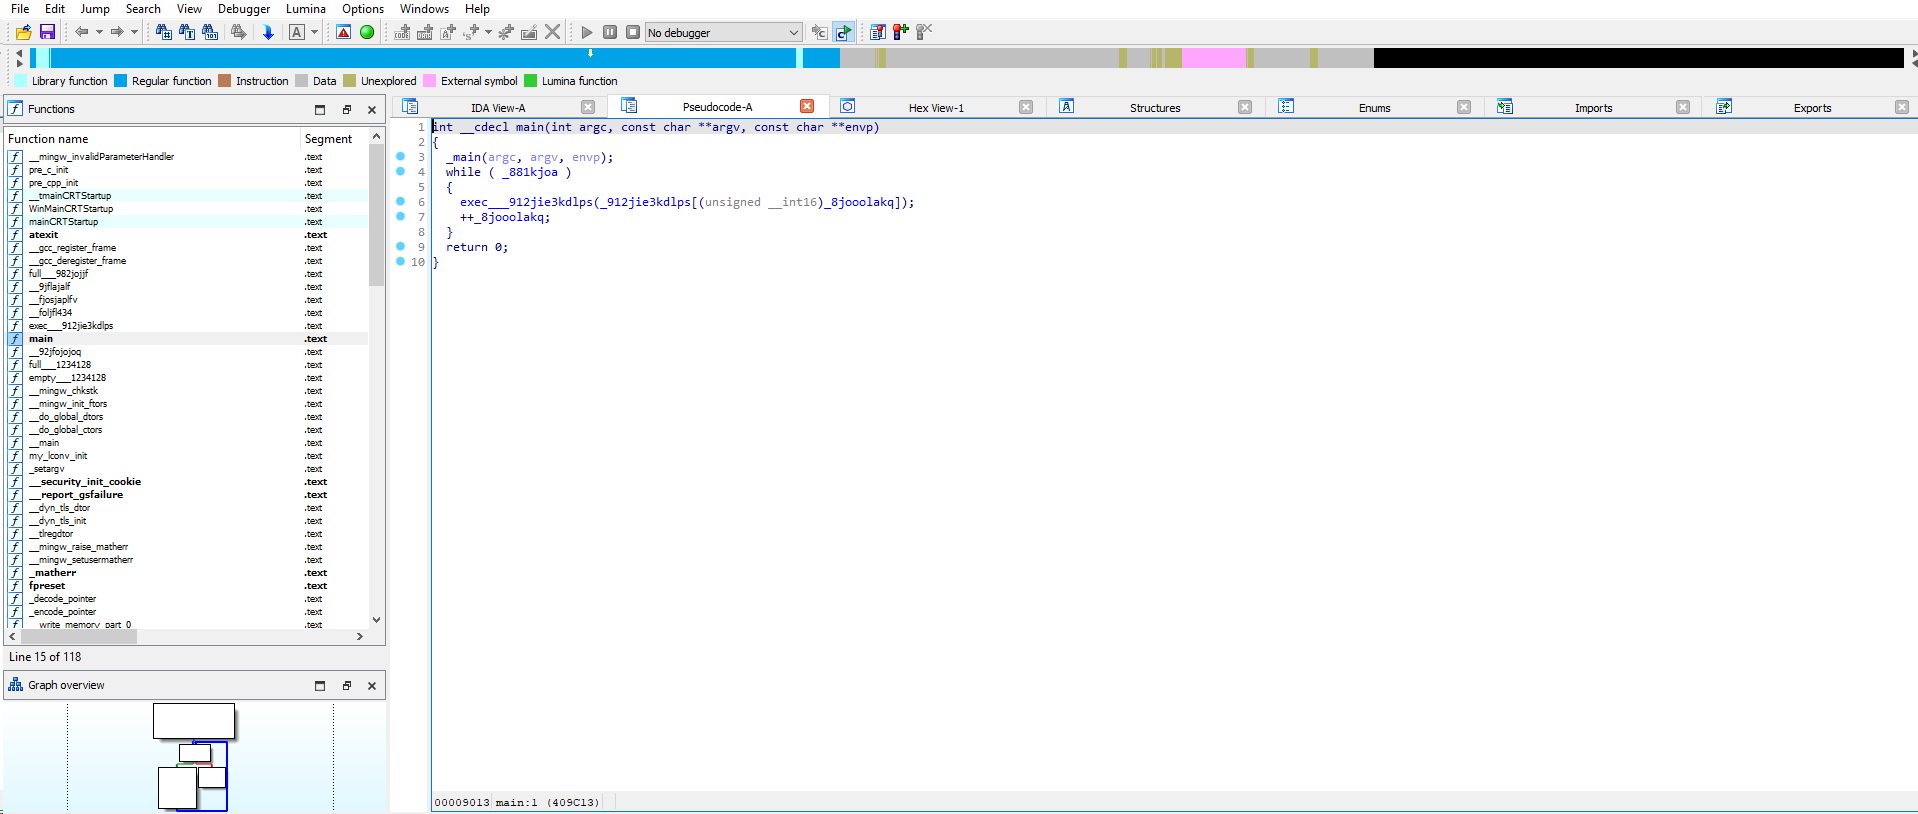 File Edit Jump Search View Debugger Lumina Options Windows Help
No debugger
Library function Regular function Instruction Data Unexplored External symbol Lumina function
Functions
IDA View-A Pseudocode-A Hex View-1 Structures Enums Imports Exports
Function name Segment
__mingw_invalidParameterHandler .text
pre_c_init .text
pre_cpp_init .text
__tmainCRTStartup .text
WinMainCRTStartup .text
mainCRTStartup .text
atexit .text
__gcc_register_frame .text
__gcc_deregister_frame .text
full___982jojjf .text
__9jflajalf .text
__fjosjaplfv .text
__foljfl434 .text
exec___912jie3kdlps .text
main .text
__92jfojojoq .text
full___1234128 .text
empty___1234128 .text
__mingw_chkstk .text
__mingw_init_ftors .text
__do_global_dtors .text
__do_global_ctors .text
__main .text
my_lconv_init .text
_setargv .text
__security_init_cookie .text
__report_gsfailure .text
__dyn_tls_dtor .text
__dyn_tls_init .text
__tlregdtor .text
__mingw_raise_matherr .text
__mingw_setusermatherr .text
_matherr .text
fpreset .text
_decode_pointer .text
_encode_pointer .text
__write_memory_part_0 .text
Line 15 of 118
Graph overview
1 int __cdecl main(int argc, const char **argv, const char **envp)
2 {
3 _main(argc, argv, envp);
4 while ( _881kjoa )
5 {
6 exec___912jie3kdlps(_912jie3kdlps[(unsigned __int16)_8jooolakq]);
7 ++_8jooolakq;
8 }
9 return 0;
10 }
00009013 main:1 (409C13)